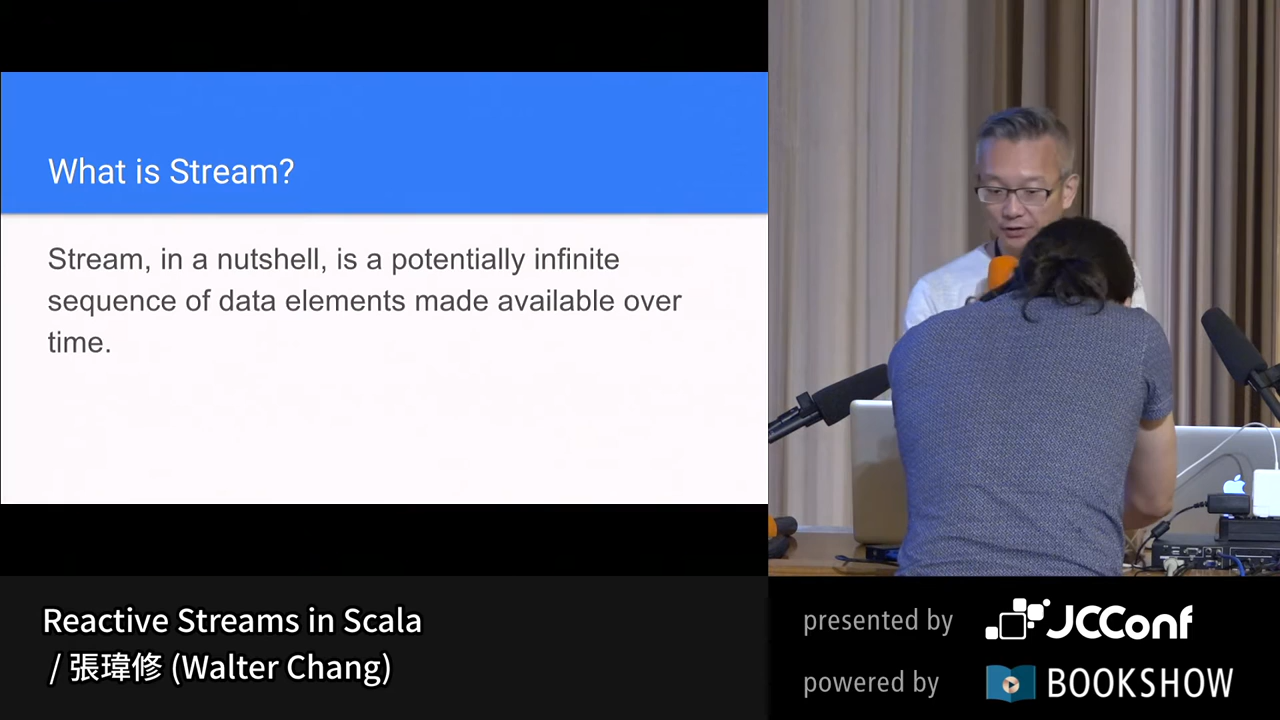 What is Stream?
Stream, in a nutshell, is a potentially infinite
sequence of data elements made available over
time.
Reactive Streams in Scala
/ 張瑋修 (Walter Chang)
presented by JCConf
powered by BOOKSHOW